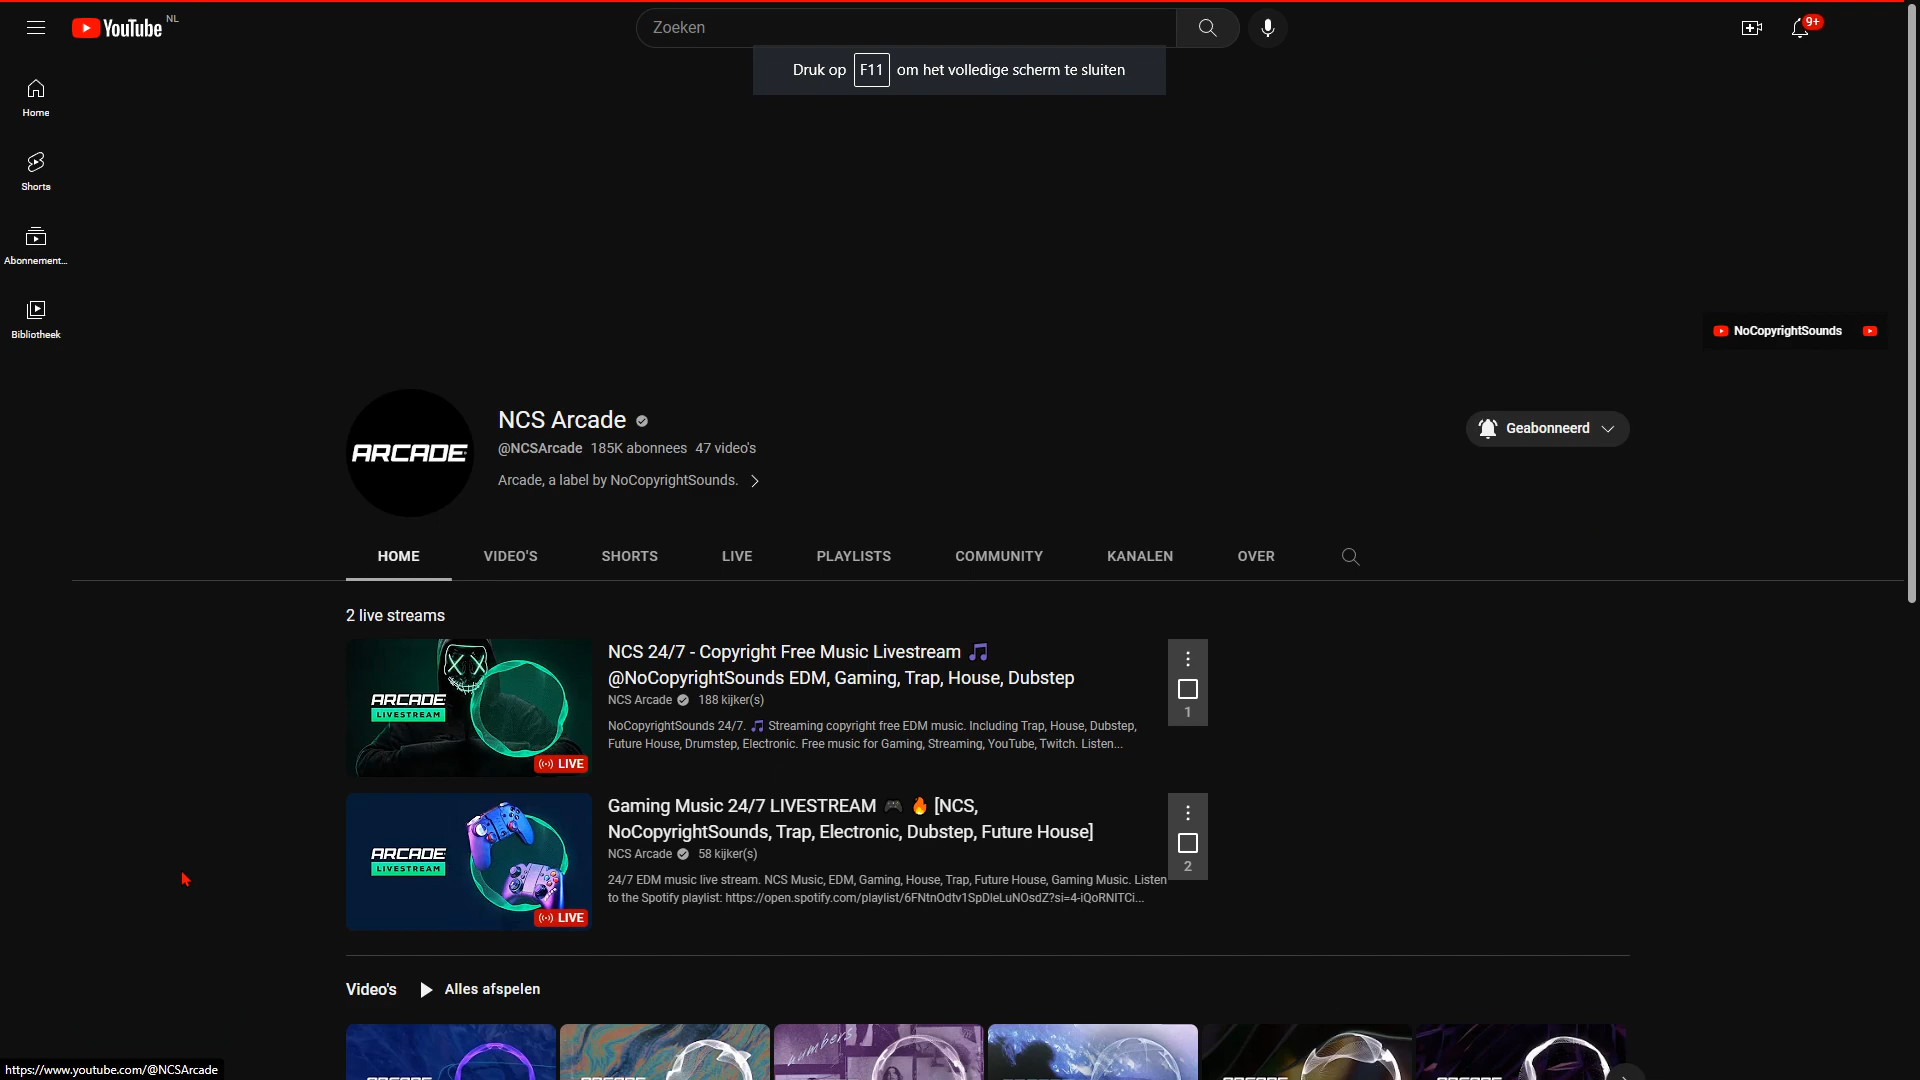 YouTube NL
Zoeken
9+
Druk op F11 om het volledige scherm te sluiten
Home
Shorts
Abonnement...
Bibliotheek
NoCopyrightSounds
ARCADE
NCS Arcade
@NCSArcade 185K abonnees 47 video's
Arcade, a label by NoCopyrightSounds.
Geabonneerd
HOME VIDEO'S SHORTS LIVE PLAYLISTS COMMUNITY KANALEN OVER
2 live streams
ARCADE
LIVESTREAM
LIVE
NCS 24/7 - Copyright Free Music Livestream 🎵
@NoCopyrightSounds EDM, Gaming, Trap, House, Dubstep
NCS Arcade 188 kijker(s)
NoCopyrightSounds 24/7. 🎵 Streaming copyright free EDM music. Including Trap, House, Dubstep,
Future House, Drumstep, Electronic. Free music for Gaming, Streaming, YouTube, Twitch. Listen...
1
ARCADE
LIVESTREAM
LIVE
Gaming Music 24/7 LIVESTREAM 🎮 🔥 [NCS,
NoCopyrightSounds, Trap, Electronic, Dubstep, Future House]
NCS Arcade 58 kijker(s)
24/7 EDM music live stream. NCS Music, EDM, Gaming, House, Trap, Future House, Gaming Music. Listen
to the Spotify playlist: https://open.spotify.com/playlist/6FNtnOdtv1SpDleLuNOsdZ?si=4-iQoRNITCi...
2
Video's Alles afspelen
numbers
https://www.youtube.com/@NCSArcade